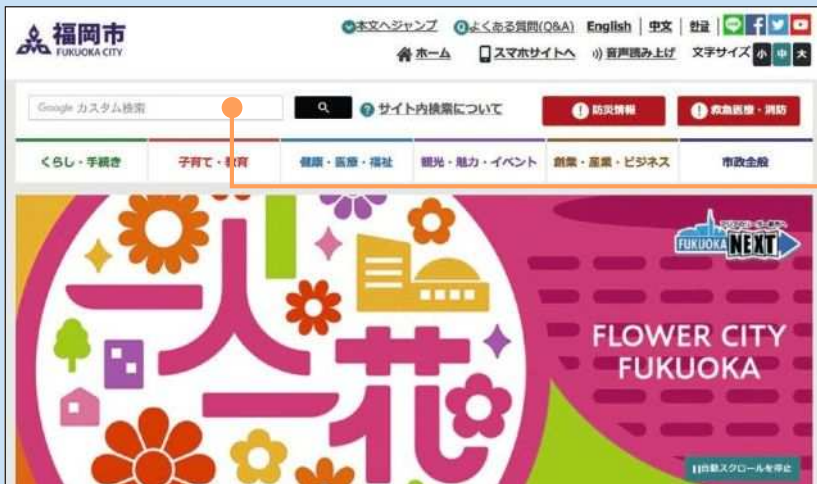 福岡市
FUKUOKA CITY
本文へジャンプ Q よくある質問(Q&A) English | 中文 | 한글
ホーム スマホサイトへ 音声読み上げ 文字サイズ 小 中 大
Google カスタム検索 ? サイト内検索について ! 防災情報 ! 救急医療・消防
くらし・手続き 子育て・教育 健康・医療・福祉 観光・魅力・イベント 創業・産業・ビジネス 市政全般
FUKUOKA NEXT
一人一花
FLOWER CITY
FUKUOKA
自動スクロールを停止